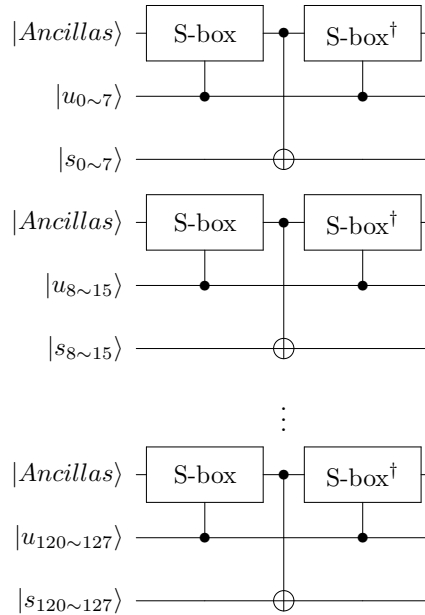 |Ancillas⟩ S-box S-box†
|u₀∼₇⟩
|s₀∼₇⟩
|Ancillas⟩ S-box S-box†
|u₈∼₁₅⟩
|s₈∼₁₅⟩
⋮
|Ancillas⟩ S-box S-box†
|u₁₂₀∼₁₂₇⟩
|s₁₂₀∼₁₂₇⟩